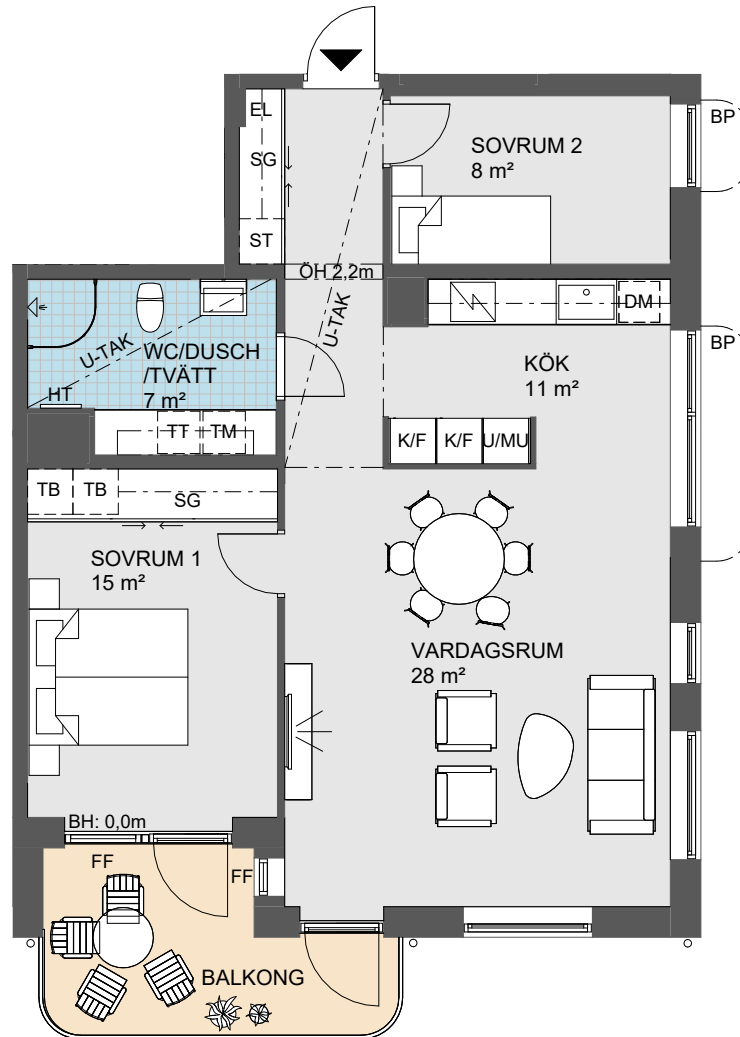 EL
BP
SOVRUM 2
8 m²
SG
ST
ÖH 2,2m
U-TAK
DM
U-TAK
WC/DUSCH
/TVÄTT
7 m²
BP
KÖK
11 m²
HT
TT
TM
K/F
K/F
U/MU
TB
TB
SG
SOVRUM 1
15 m²
VARDAGSRUM
28 m²
BH: 0,0m
FF
FF
BALKONG